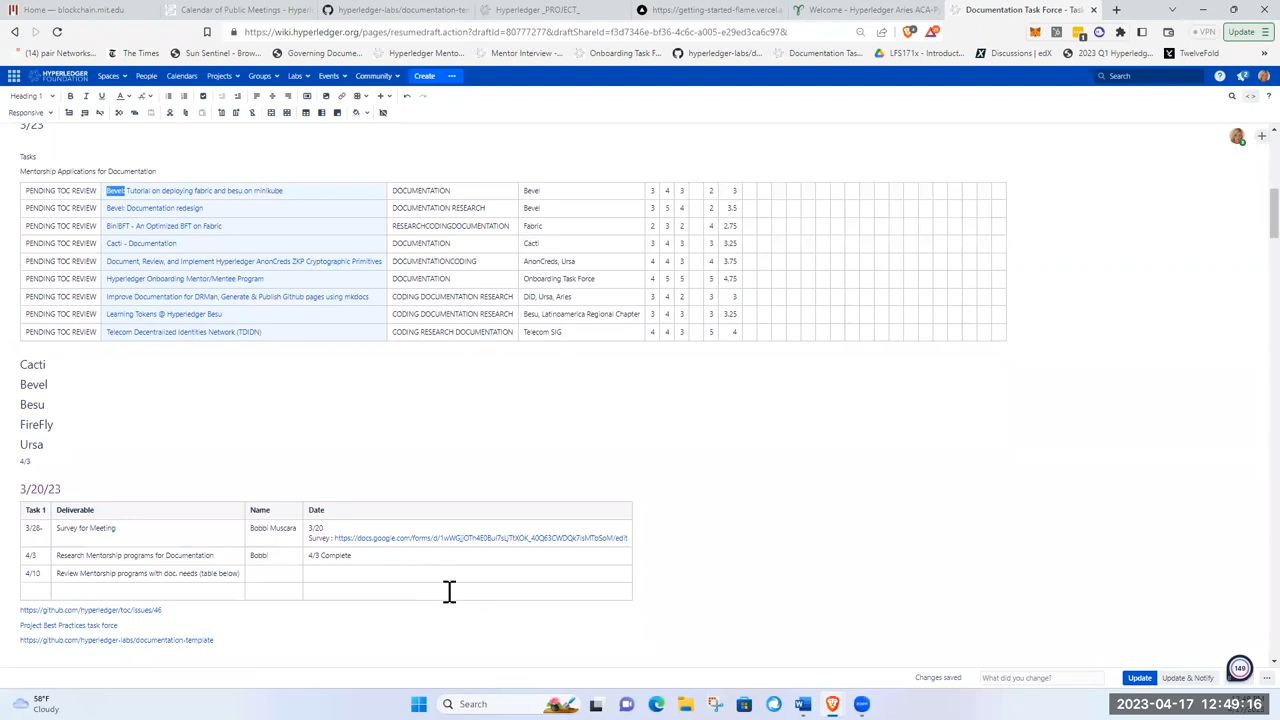 Home — blockchain.mit.edu
Calendar of Public Meetings - Hyperl
hyperledger-labs/documentation-tem
Hyperledger _PROJECT_
https://getting-started-flame.vercel.a
Welcome - Hyperledger Aries ACA-P
Documentation Task Force - Tas
https://wiki.hyperledger.org/pages/resumedraft.action?draftId=80777277&draftShareId=f3d7346e-bf36-4c6c-a005-e29ed3ca6c97&
VPN
Update
(14) pair Networks...
The Times
Sun Sentinel - Brow...
Governing Docume...
Mentor Interview -...
Onboarding Task F...
hyperledger-labs/d...
Documentation Tas...
LFS171x - Introduct...
Discussions | edX
2023 Q1 Hyperledg...
TwelveFold
HYPERLEDGER FOUNDATION
Spaces
People
Calendars
Projects
Groups
Labs
Events
Community
Create
Search
Heading 1
Responsive
3/23
Tasks
Mentorship Applications for Documentation
PENDING TOC REVIEW Bevel: Tutorial on deploying fabric and besu on minikube DOCUMENTATION Bevel 3 4 3 2 3
PENDING TOC REVIEW Bevel: Documentation redesign DOCUMENTATION RESEARCH Bevel 3 5 4 2 3.5
PENDING TOC REVIEW BinIBFT - An Optimized BFT on Fabric RESEARCHCODINGDOCUMENTATION Fabric 2 3 2 4 2.75
PENDING TOC REVIEW Cacti - Documentation DOCUMENTATION Cacti 3 4 3 3 3.25
PENDING TOC REVIEW Document, Review, and Implement Hyperledger AnonCreds ZKP Cryptographic Primitives DOCUMENTATIONCODING AnonCreds, Ursa 4 4 3 4 3.75
PENDING TOC REVIEW Hyperledger Onboarding Mentor/Mentee Program DOCUMENTATION Onboarding Task Force 4 5 5 5 4.75
PENDING TOC REVIEW Improve Documentation for DRMan, Generate & Publish Github pages using mkdocs CODING DOCUMENTATION RESEARCH DID, Ursa, Aries 3 4 2 3 3
PENDING TOC REVIEW Learning Tokens @ Hyperledger Besu CODING DOCUMENTATION RESEARCH Besu, Latinoamerica Regional Chapter 3 4 3 3 3.25
PENDING TOC REVIEW Telecom Decentralized Identities Network (TDIDN) CODING RESEARCH DOCUMENTATION Telecom SIG 4 4 3 5 4
Cacti
Bevel
Besu
FireFly
Ursa
4/3
3/20/23
Task 1 Deliverable Name Date
3/28- Survey for Meeting Bobbi Muscara 3/20
Survey : https://docs.google.com/forms/d/1wWGjJOTh4E0Bui7sLjTtXOK_40Q63CWDQk7isMTbSoM/edit
4/3 Research Mentorship programs for Documentation Bobbi 4/3 Complete
4/10 Review Mentorship programs with doc. needs (table below)
https://github.com/hyperledger/toc/issues/46
Project Best Practices task force
https://github.com/hyperledger-labs/documentation-template
Changes saved
What did you change?
Update
Update & Notify
149
58°F
Cloudy
Search
2023-04-17 12:49:16